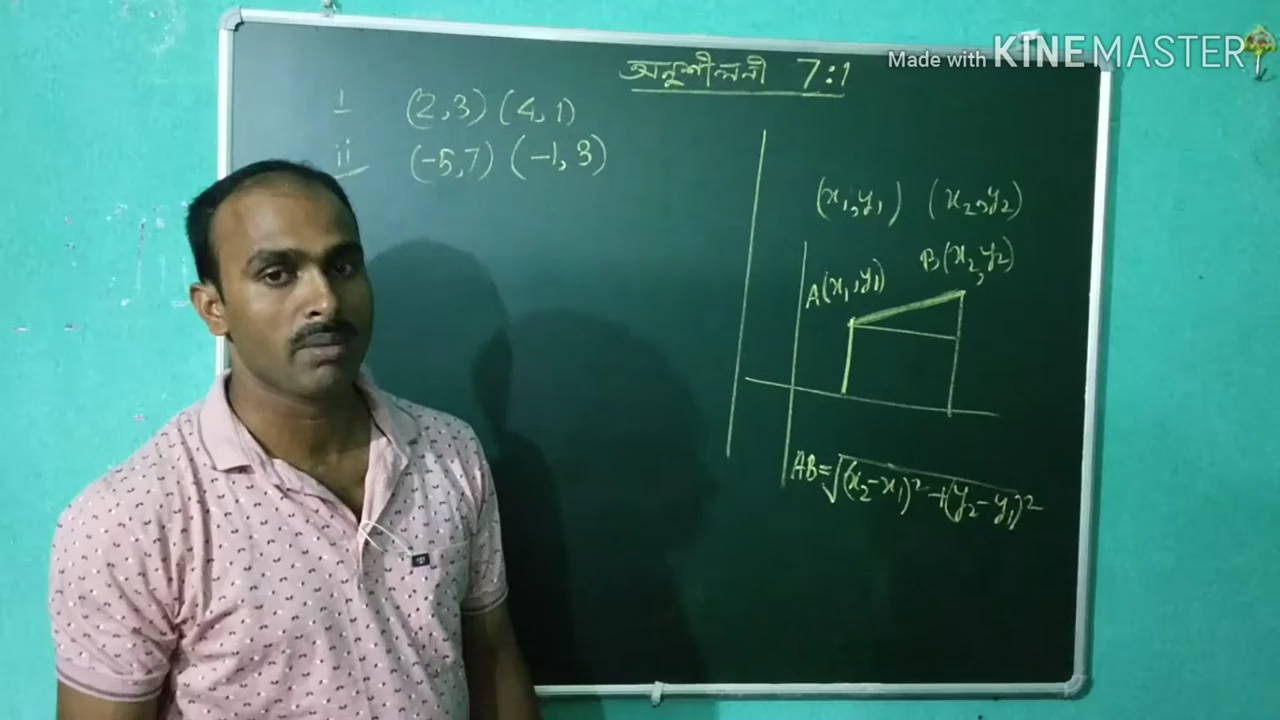 Made with KINEMASTER
অনুশীলনী 7:1
i (2,3) (4,1)
ii (-5,7) (-1,3)
(x₁,y₁) (x₂,y₂)
A(x₁,y₁) B(x₂,y₂)
AB=√(x₂-x₁)²+(y₂-y₁)²